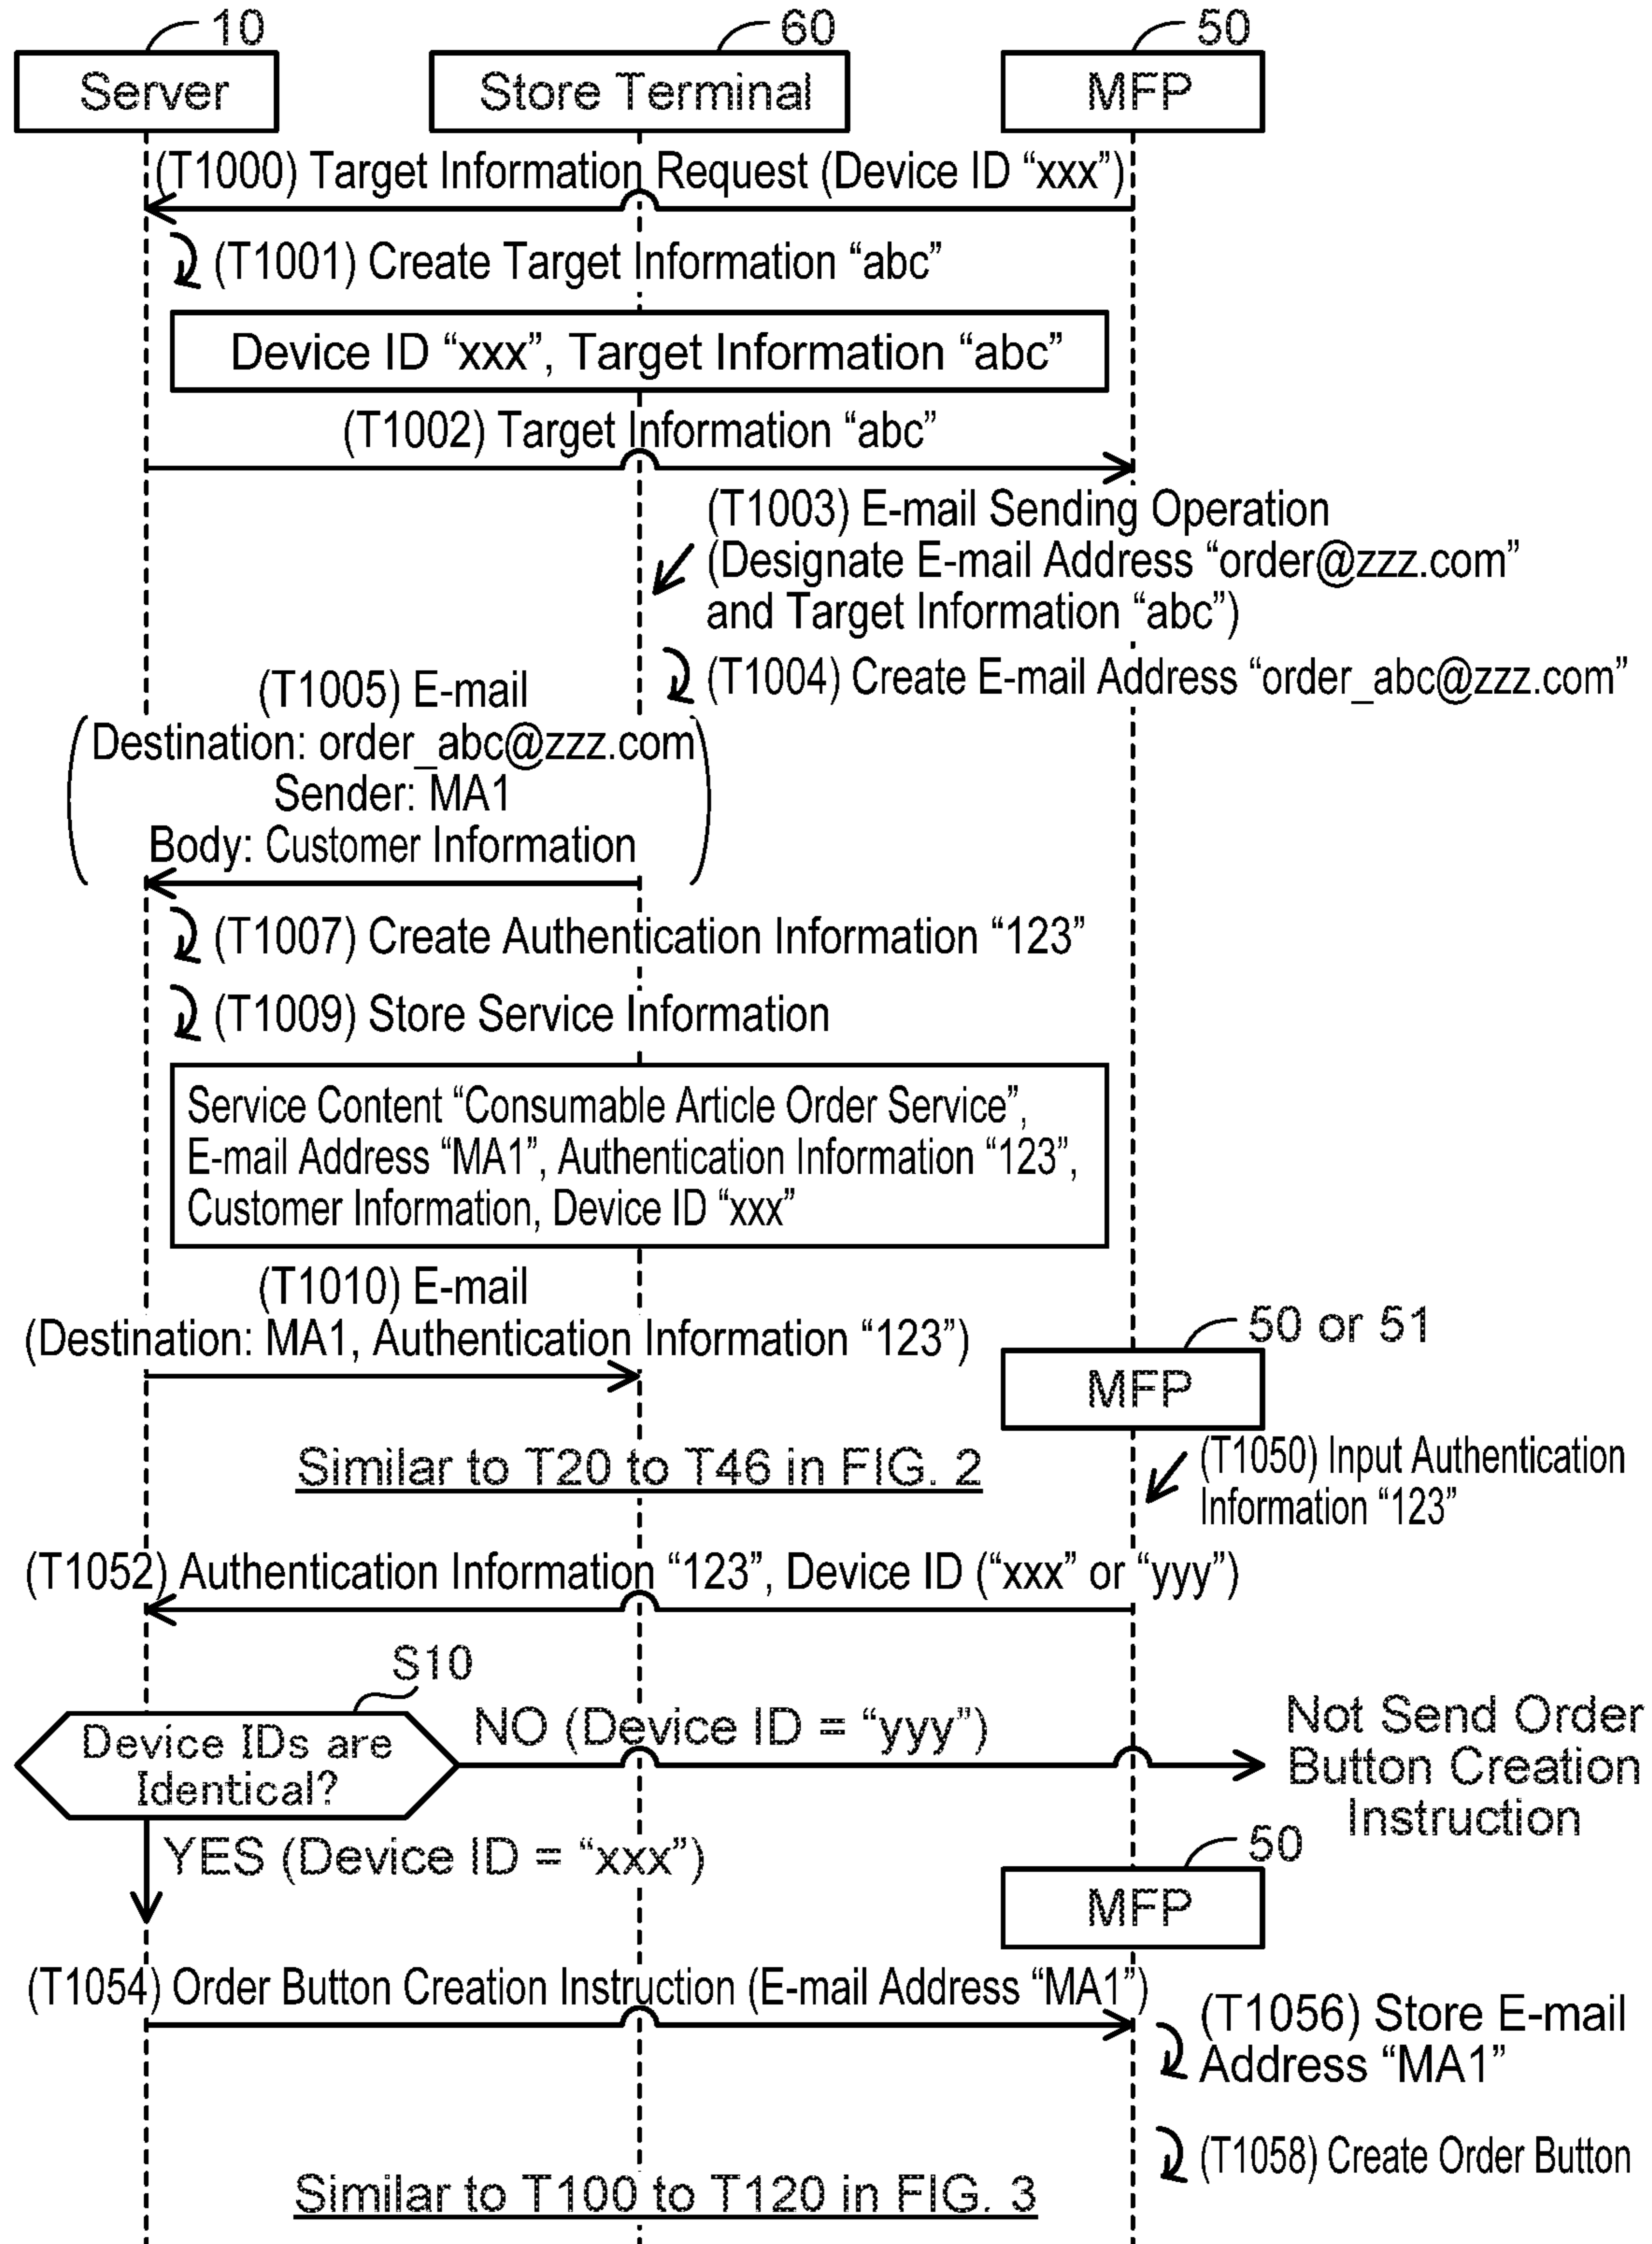 10
60
50
Server
Store Terminal
MFP
(T1000) Target Information Request (Device ID “xxx”)
(T1001) Create Target Information “abc”
Device ID “xxx”, Target Information “abc”
(T1002) Target Information “abc”
(T1003) E-mail Sending Operation
(Designate E-mail Address “order@zzz.com”
and Target Information “abc”)
(T1004) Create E-mail Address “order_abc@zzz.com”
(T1005) E-mail
Destination: order_abc@zzz.com
Sender: MA1
Body: Customer Information
(T1007) Create Authentication Information “123”
(T1009) Store Service Information
Service Content “Consumable Article Order Service”,
E-mail Address “MA1”, Authentication Information “123”,
Customer Information, Device ID “xxx”
(T1010) E-mail
(Destination: MA1, Authentication Information “123”)
50 or 51
MFP
Similar to T20 to T46 in FIG. 2
(T1050) Input Authentication
Information “123”
(T1052) Authentication Information “123”, Device ID (“xxx” or “yyy”)
S10
Device IDs are
Identical?
NO (Device ID = “yyy”)
Not Send Order
Button Creation
Instruction
YES (Device ID = “xxx”)
50
MFP
(T1054) Order Button Creation Instruction (E-mail Address “MA1”)
(T1056) Store E-mail
Address “MA1”
(T1058) Create Order Button
Similar to T100 to T120 in FIG. 3